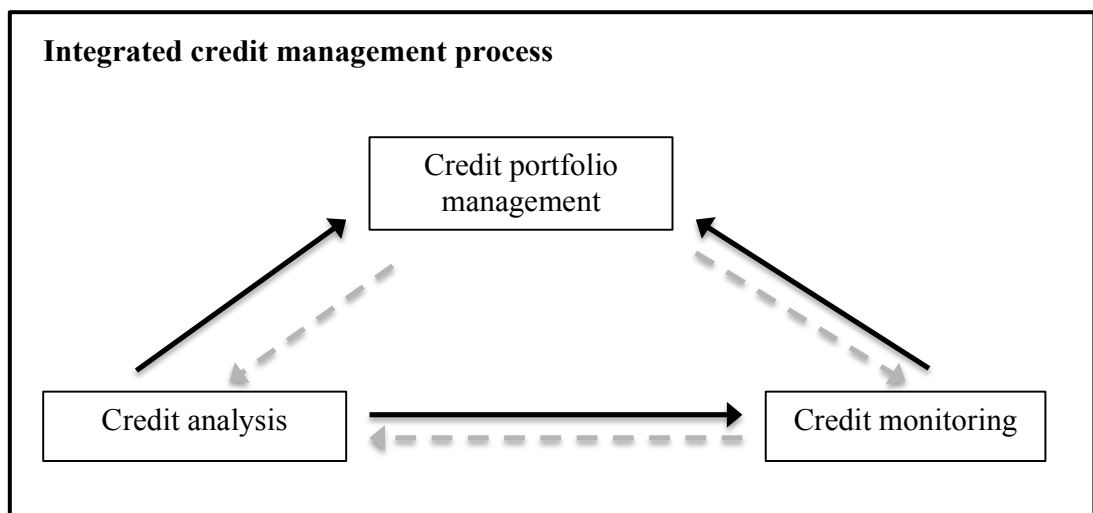 Integrated credit management process
Credit portfolio
management
Credit analysis
Credit monitoring